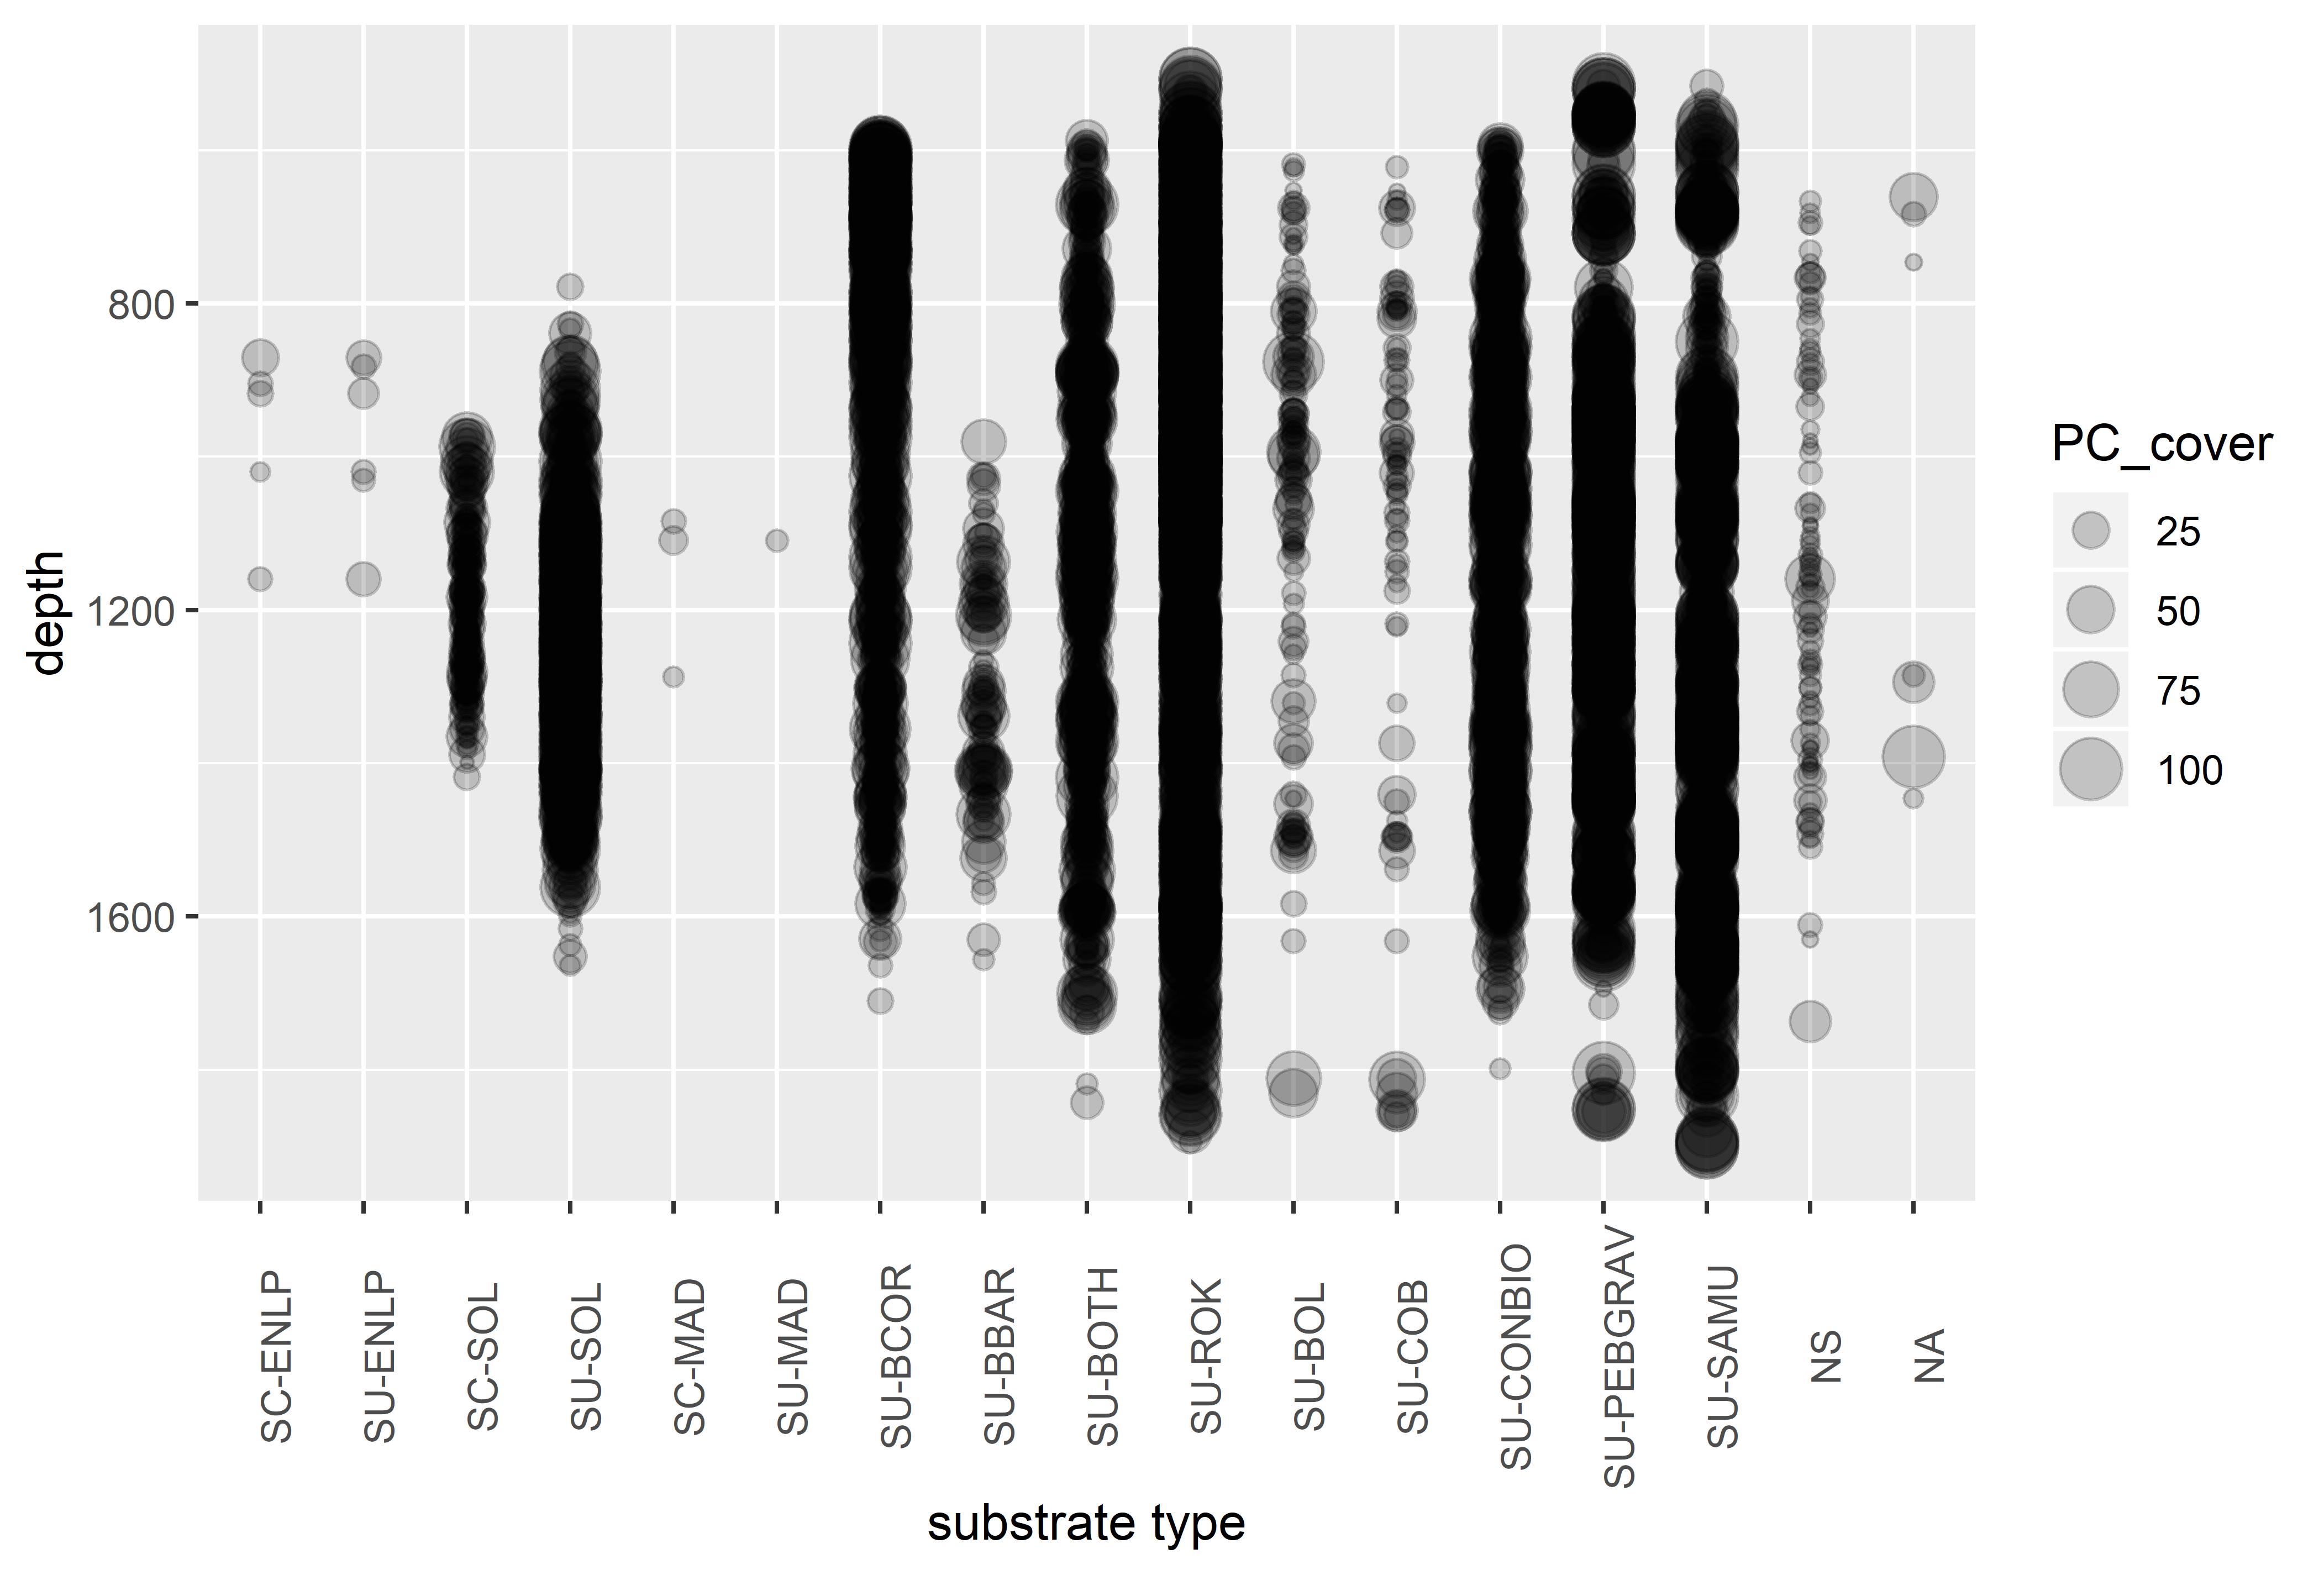 depth
800
1200
1600
SC-ENLP
SU-ENLP
SC-SOL
SU-SOL
SC-MAD
SU-MAD
SU-BCOR
SU-BBAR
SU-BOTH
SU-ROK
SU-BOL
SU-COB
SU-CONBIO
SU-PEBGRAV
SU-SAMU
NS
NA
substrate type
PC_cover
25
50
75
100